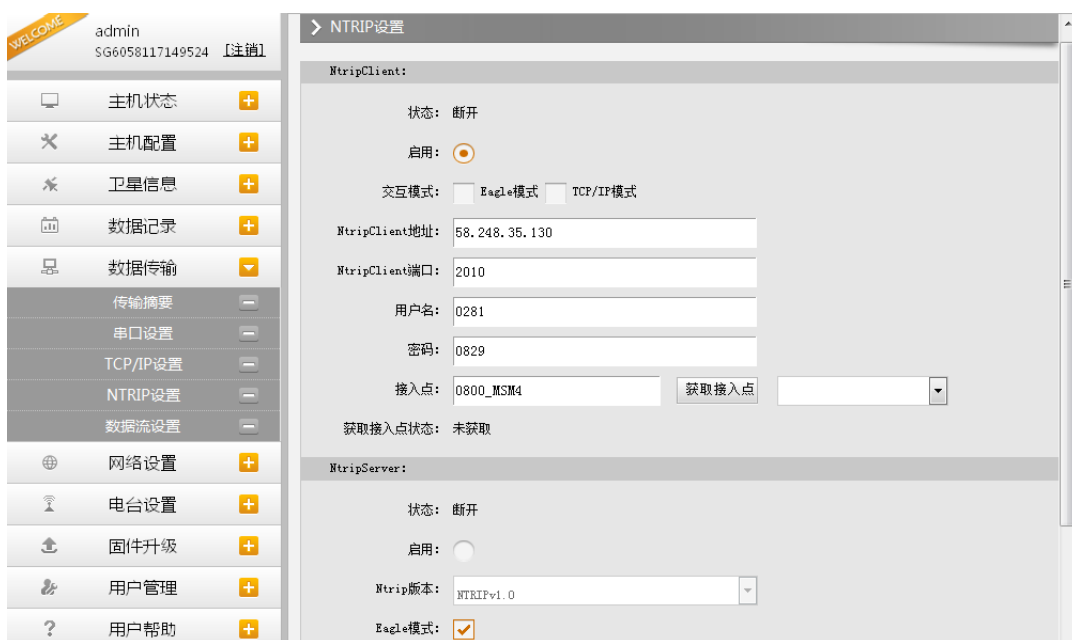 WELCOME
admin
SG6058117149524 [注销]
主机状态
主机配置
卫星信息
数据记录
数据传输
传输摘要
串口设置
TCP/IP设置
NTRIP设置
数据流设置
网络设置
电台设置
固件升级
用户管理
用户帮助
NTRIP设置
NtripClient:
状态: 断开
启用:
交互模式: Eagle模式 TCP/IP模式
NtripClient地址: 58.248.35.130
NtripClient端口: 2010
用户名: 0281
密码: 0829
接入点: 0800_MSM4 获取接入点
获取接入点状态: 未获取
NtripServer:
状态: 断开
启用:
Ntrip版本: NTRIPv1.0
Eagle模式: